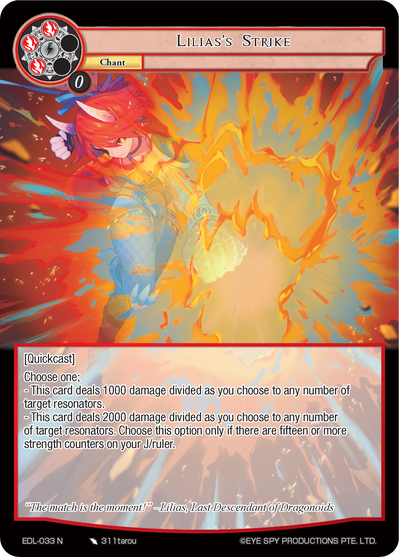 Lilias's Strike
Chant
0
[Quickcast]
Choose one;
- This card deals 1000 damage divided as you choose to any number of
target resonators.
- This card deals 2000 damage divided as you choose to any number
of target resonators. Choose this option only if there are fifteen or more
strength counters on your J/ruler.
"The match is the moment!" –Lilias, Last Descendant of Dragonoids
EDL-033 N 311tarou ©EYE SPY PRODUCTIONS PTE. LTD.